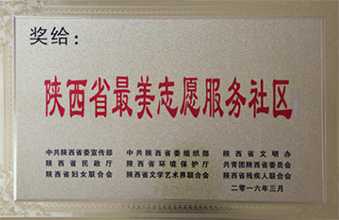 奖给：
陕西省最美志愿服务社区
中共陕西省委宣传部 中共陕西省委组织部 陕西省文明办
陕西省民政厅 陕西省环境保护厅 共青团陕西省委员会
陕西省妇女联合会 陕西省文学艺术界联合会 陕西省残疾人联合会
二零一六年三月